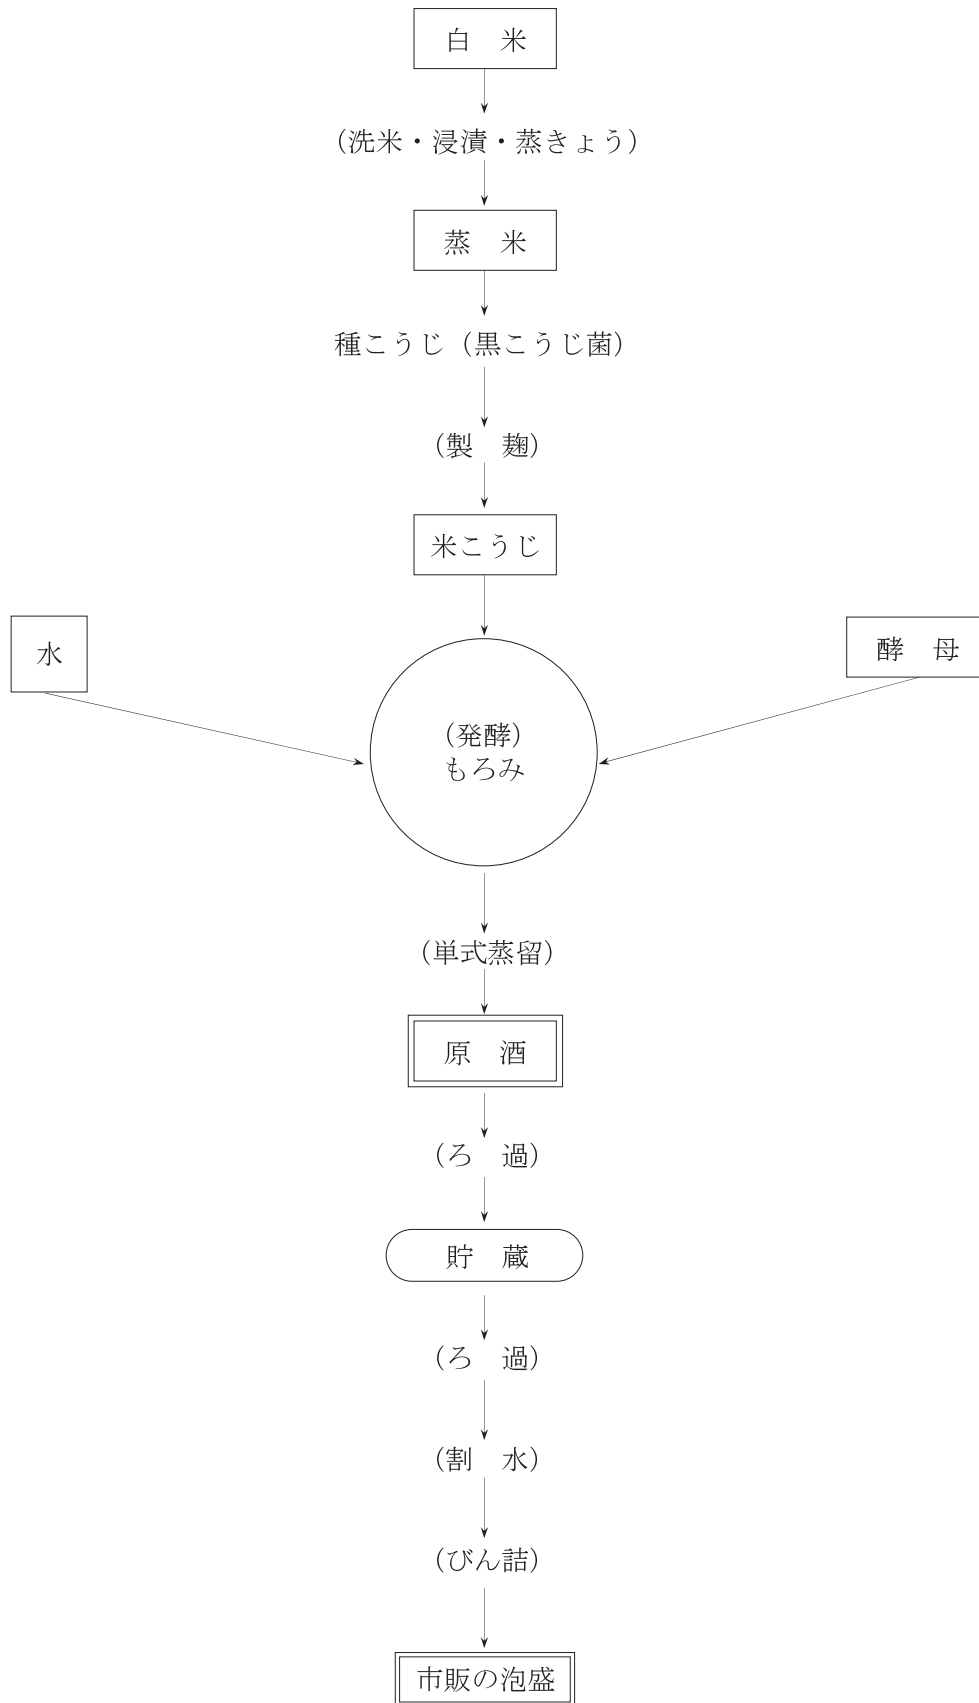 白　米
（洗米・浸漬・蒸きょう）
蒸　米
種こうじ（黒こうじ菌）
（製　麹）
米こうじ
水
酵　母
（発酵）
もろみ
（単式蒸留）
原　酒
（ろ　過）
貯　蔵
（ろ　過）
（割　水）
（びん詰）
市販の泡盛